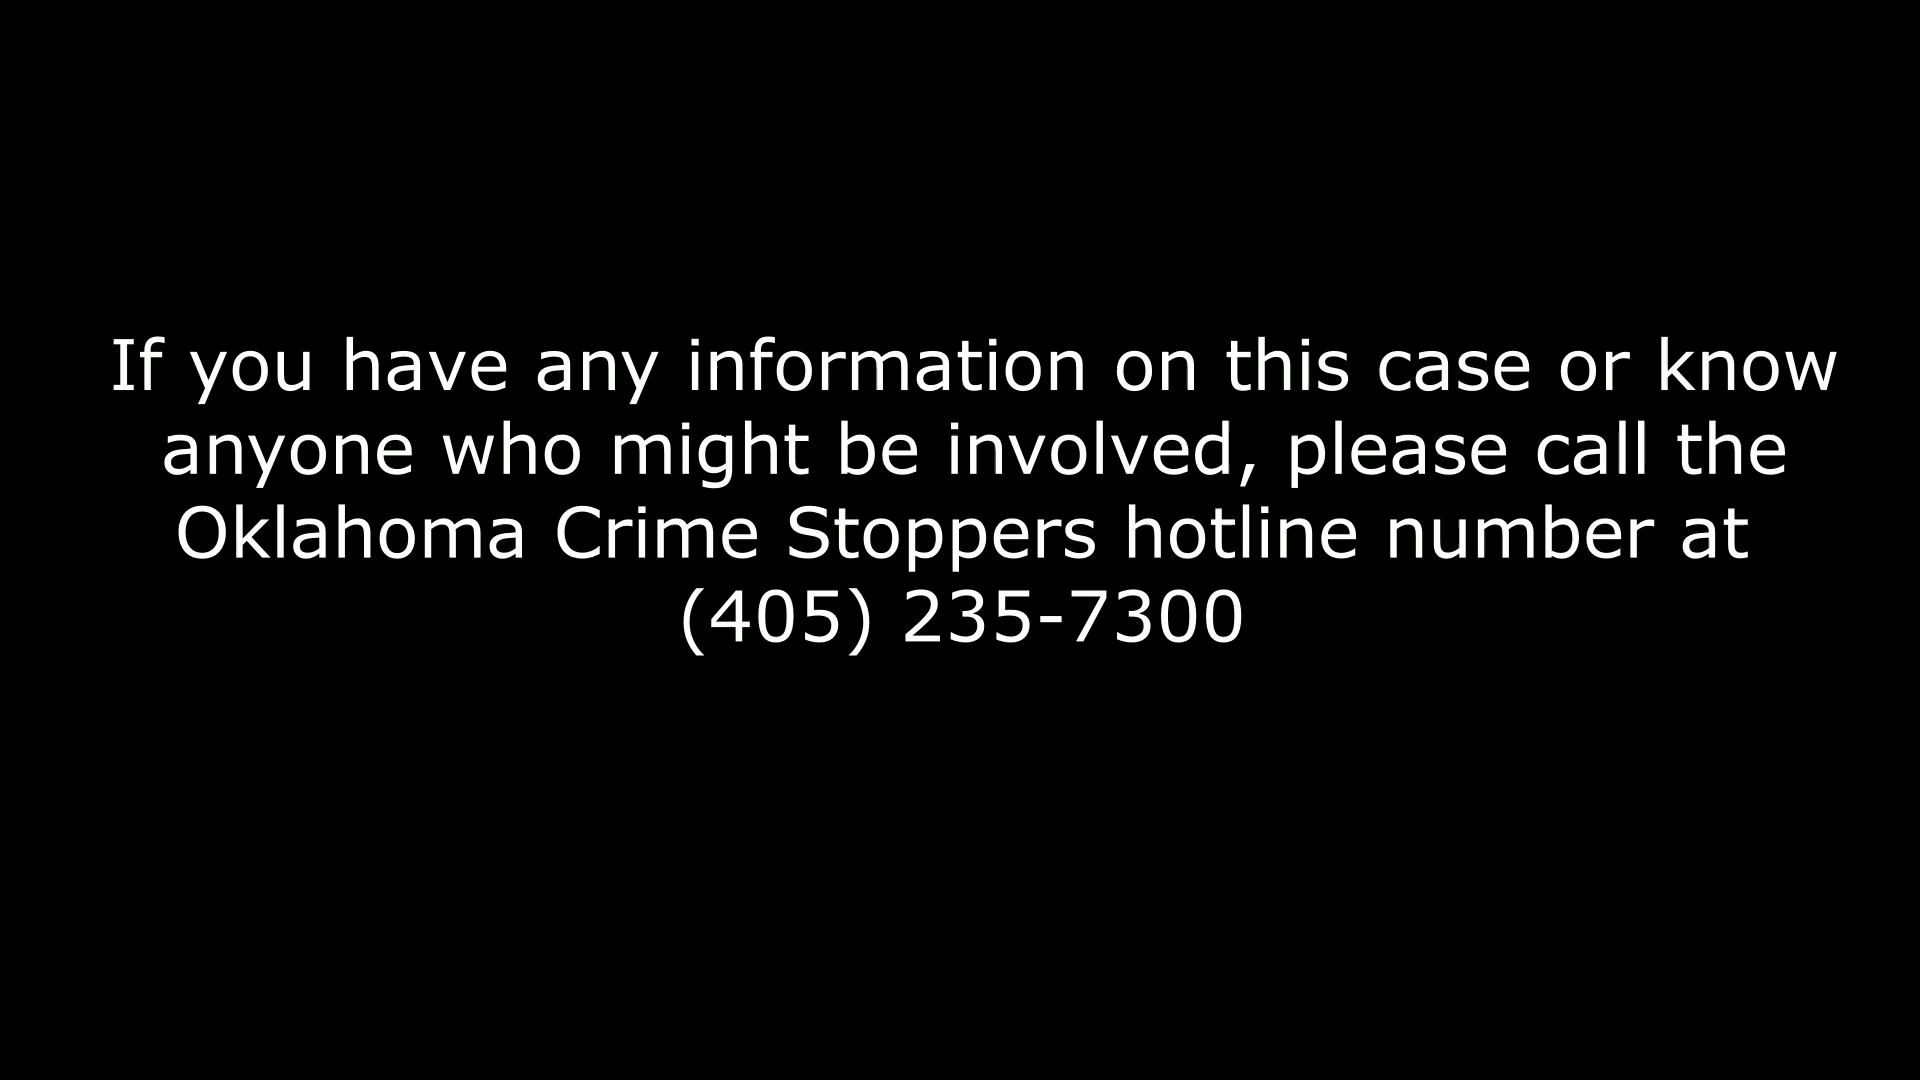 If you have any information on this case or know
anyone who might be involved, please call the
Oklahoma Crime Stoppers hotline number at
(405) 235-7300